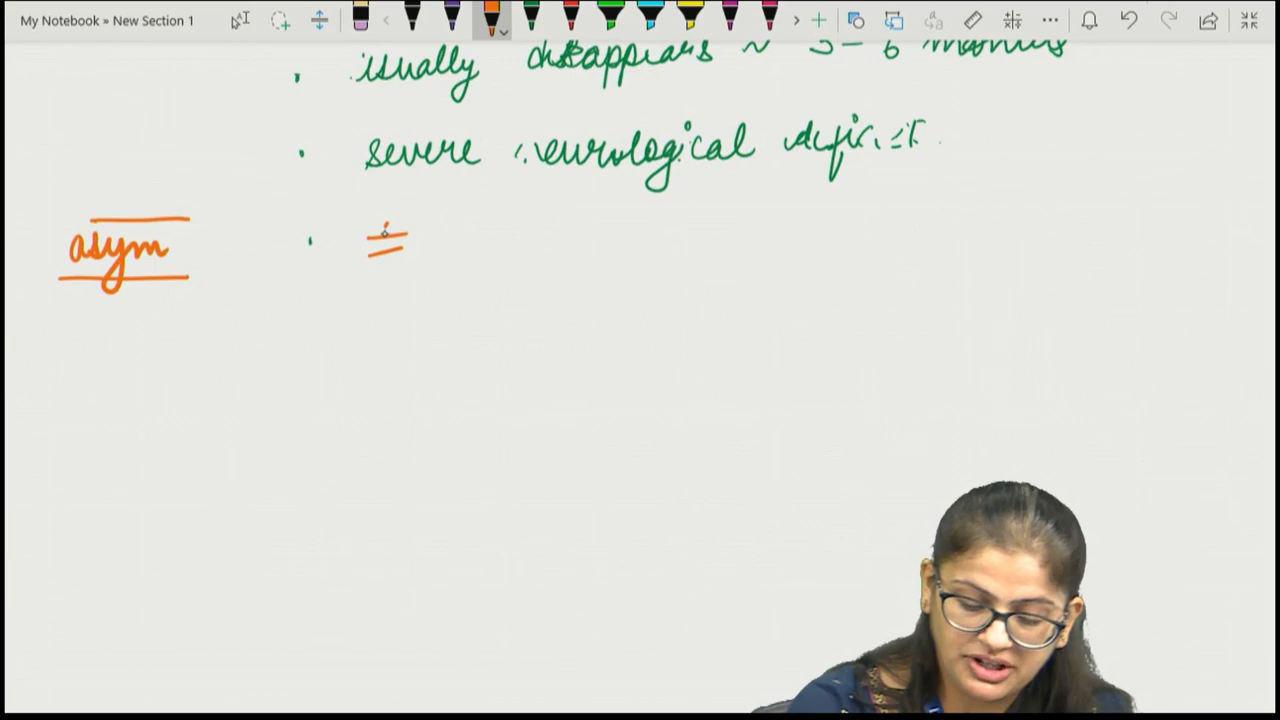 My Notebook » New Section 1
. usually disappears ~ 3-6 months
. severe neurological deficit
asym .